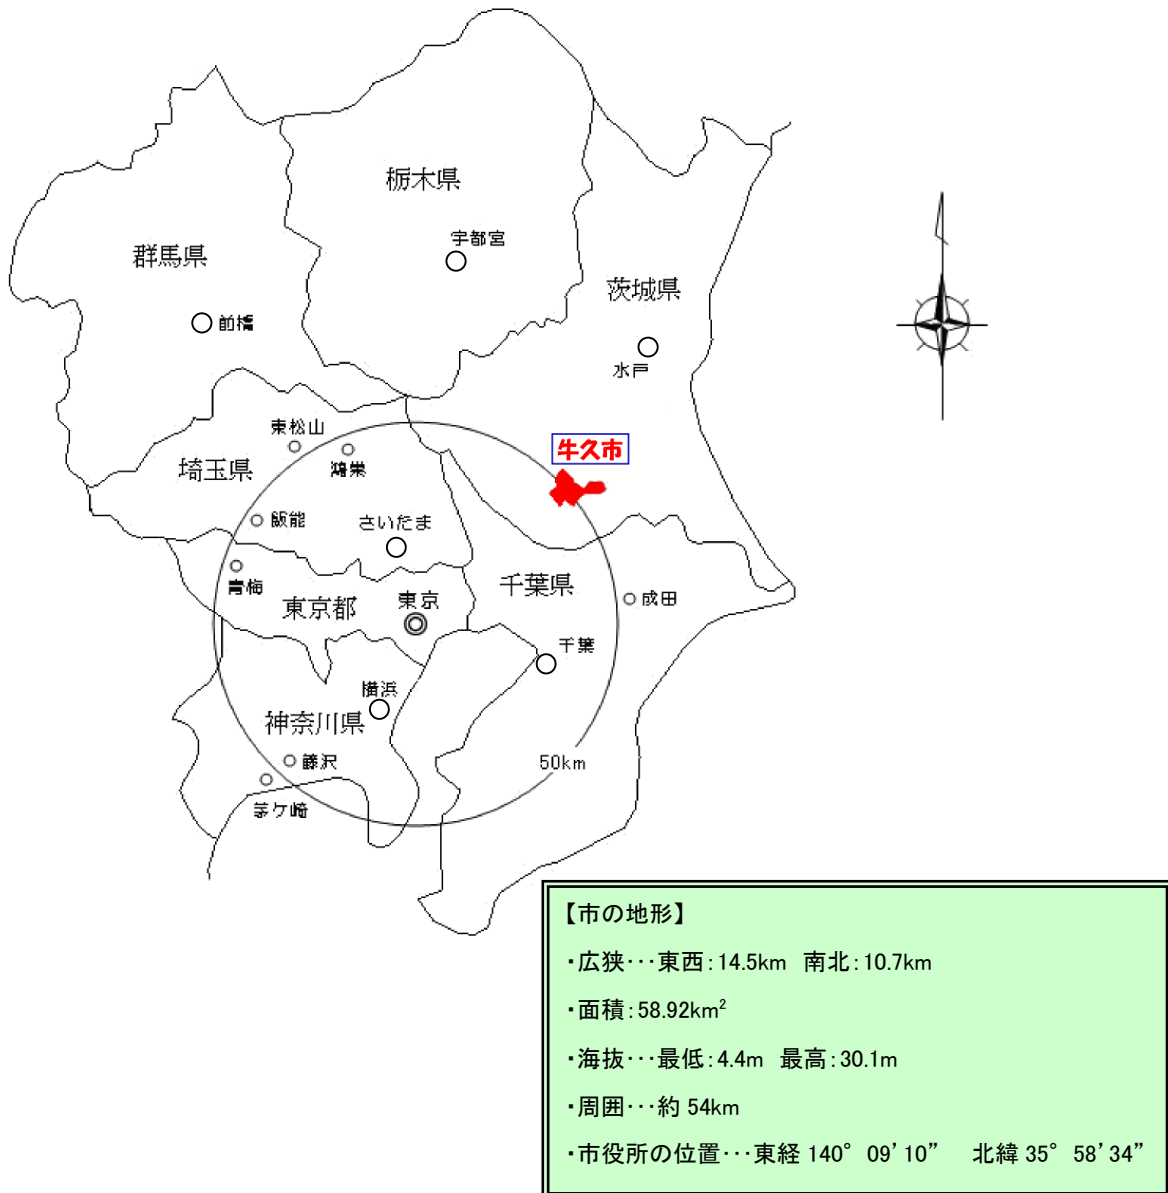 栃木県
宇都宮
群馬県
茨城県
前橋
水戸
東松山
牛久市
埼玉県
鴻巣
飯能
さいたま
青梅
千葉県
東京都
東京
成田
千葉
横浜
神奈川県
藤沢
50km
茅ケ崎
【市の地形】
・広狭…東西：14.5km 南北：10.7km
・面積：58.92km²
・海抜…最低：4.4m 最高：30.1m
・周囲…約 54km
・市役所の位置…東経 140° 09’10” 北緯 35° 58’34”